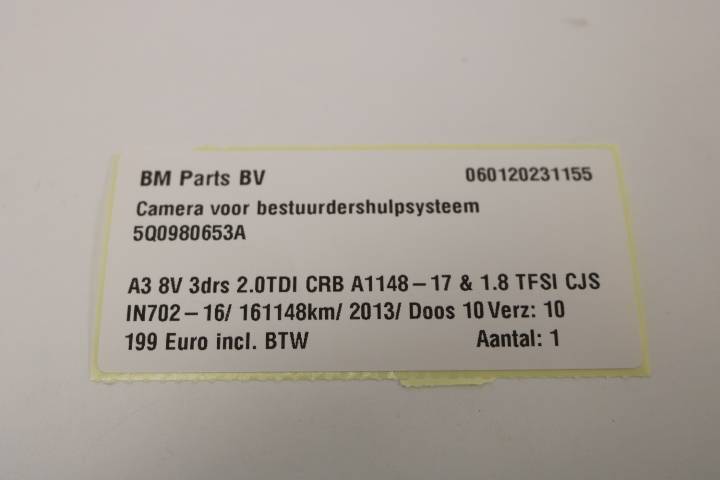 BM Parts BV 060120231155
Camera voor bestuurdershulpsysteem
5Q0980653A
A3 8V 3drs 2.0TDI CRB A1148-17 & 1.8 TFSI CJS
IN702-16/ 161148km/ 2013/ Doos 10 Verz: 10
199 Euro incl. BTW Aantal: 1